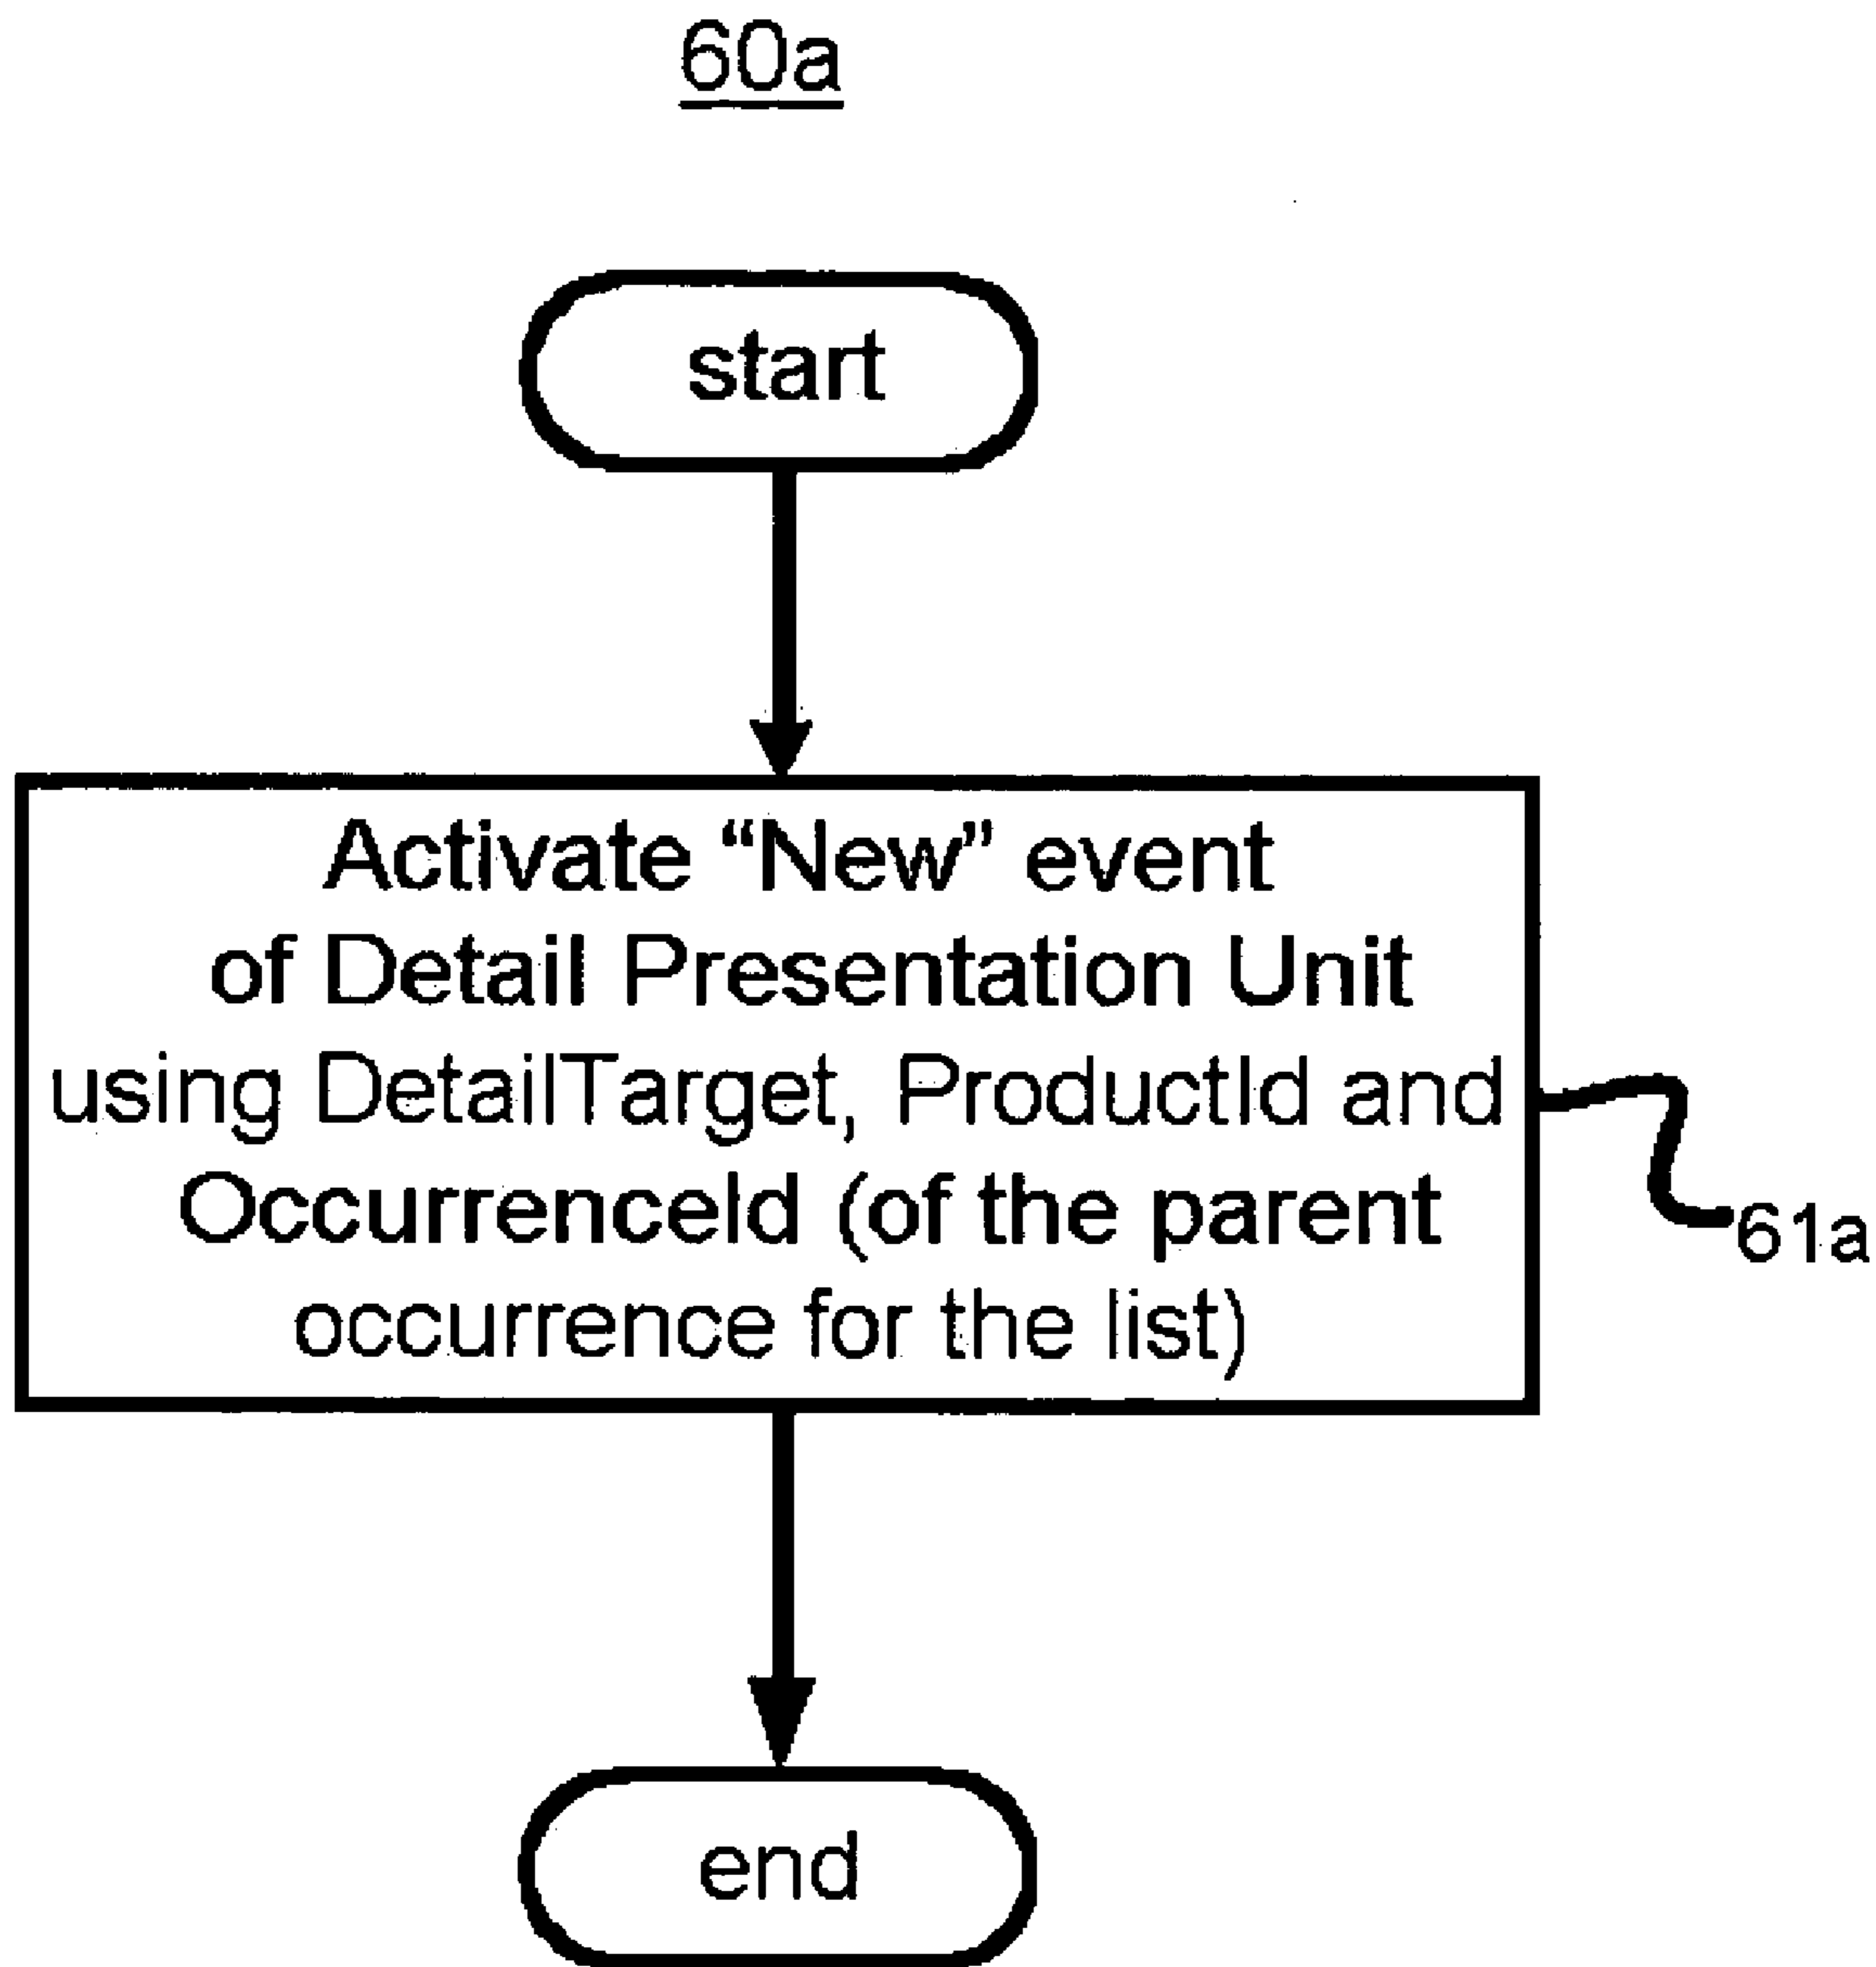 60a
start
Activate “New” event
of Detail Presentation Unit
using DetailTarget, ProductId and
OccurrenceId (of the parent
occurrence for the list)
61a
end